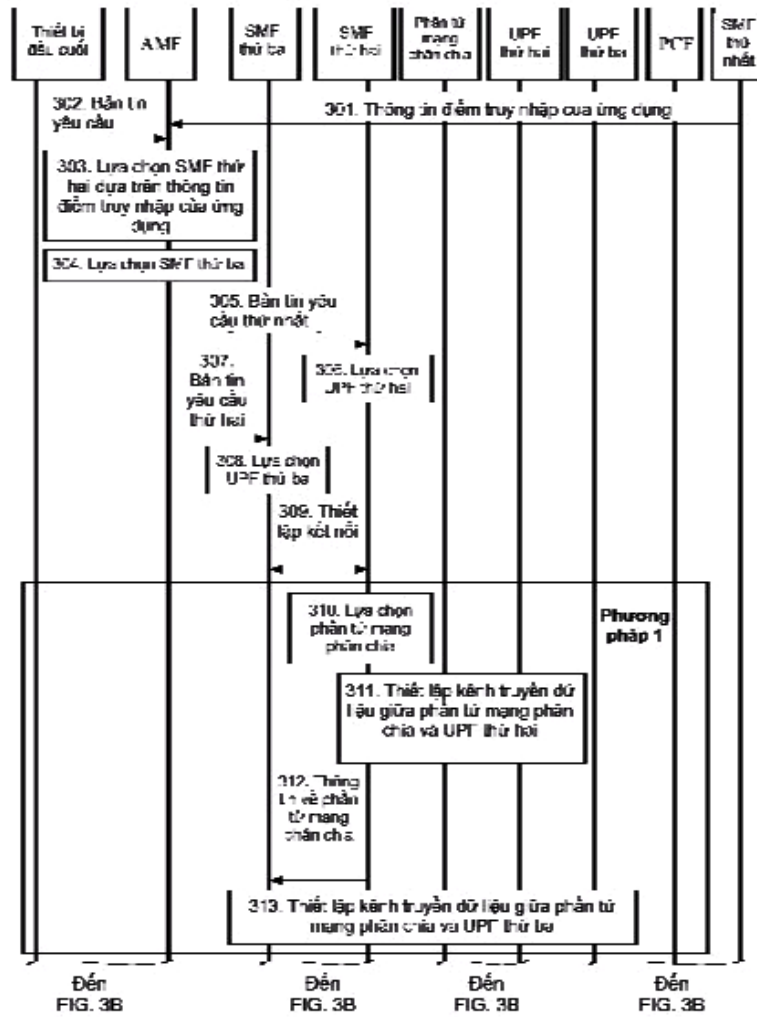 Thiết bị
đầu cuối
AMF
SMF
thứ ba
SMF
thứ hai
Phần tử
mạng
phân chia
UPF
thứ hai
UPF
thứ ba
PCF
SMF
thứ
nhất
302. Bản tin
yêu cầu
301. Thông tin điểm truy nhập của ứng dụng
303. Lựa chọn SMF thứ
hai dựa trên thông tin
điểm truy nhập của ứng
dụng
304. Lựa chọn SMF thứ ba
305. Bản tin yêu
cầu thứ nhất
306. Lựa chọn
UPF thứ hai
307.
Bản tin
yêu cầu
thứ hai
308. Lựa chọn
UPF thứ ba
309. Thiết
lập kết nối
310. Lựa chọn
phần tử mạng
phân chia
Phương
pháp 1
311. Thiết lập kênh truyền dữ
liệu giữa phần tử mạng phân
chia và UPF thứ hai
312. Thông
tin về phần
tử mạng
phân chia
313. Thiết lập kênh truyền dữ liệu giữa phần tử
mạng phân chia và UPF thứ ba
Đến
FIG. 3B
Đến
FIG. 3B
Đến
FIG. 3B
Đến
FIG. 3B